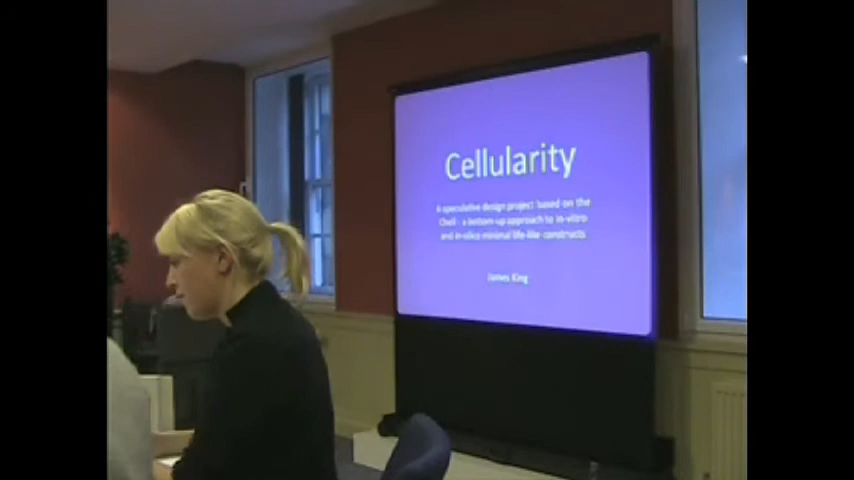 Cellularity
A speculative design project based on the
Chell : a bottom-up approach to in-vitro
and in-silico minimal life-like constructs
James King